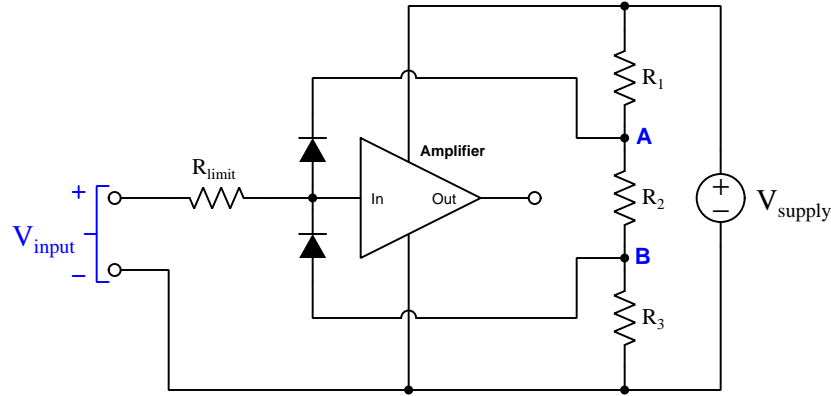 R1
A
Amplifier
Rlimit
+
In
Out
R2
+
−
Vsupply
Vinput
B
−
R3